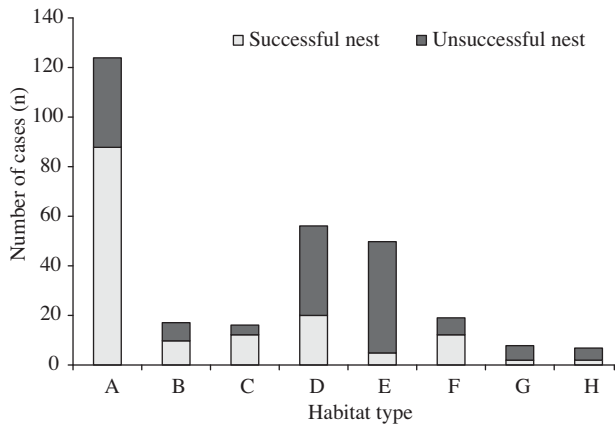 140
Successful nest
Unsuccessful nest
120
100
80
60
40
20
0
Number of cases (n)
A B C D E F G H
Habitat type